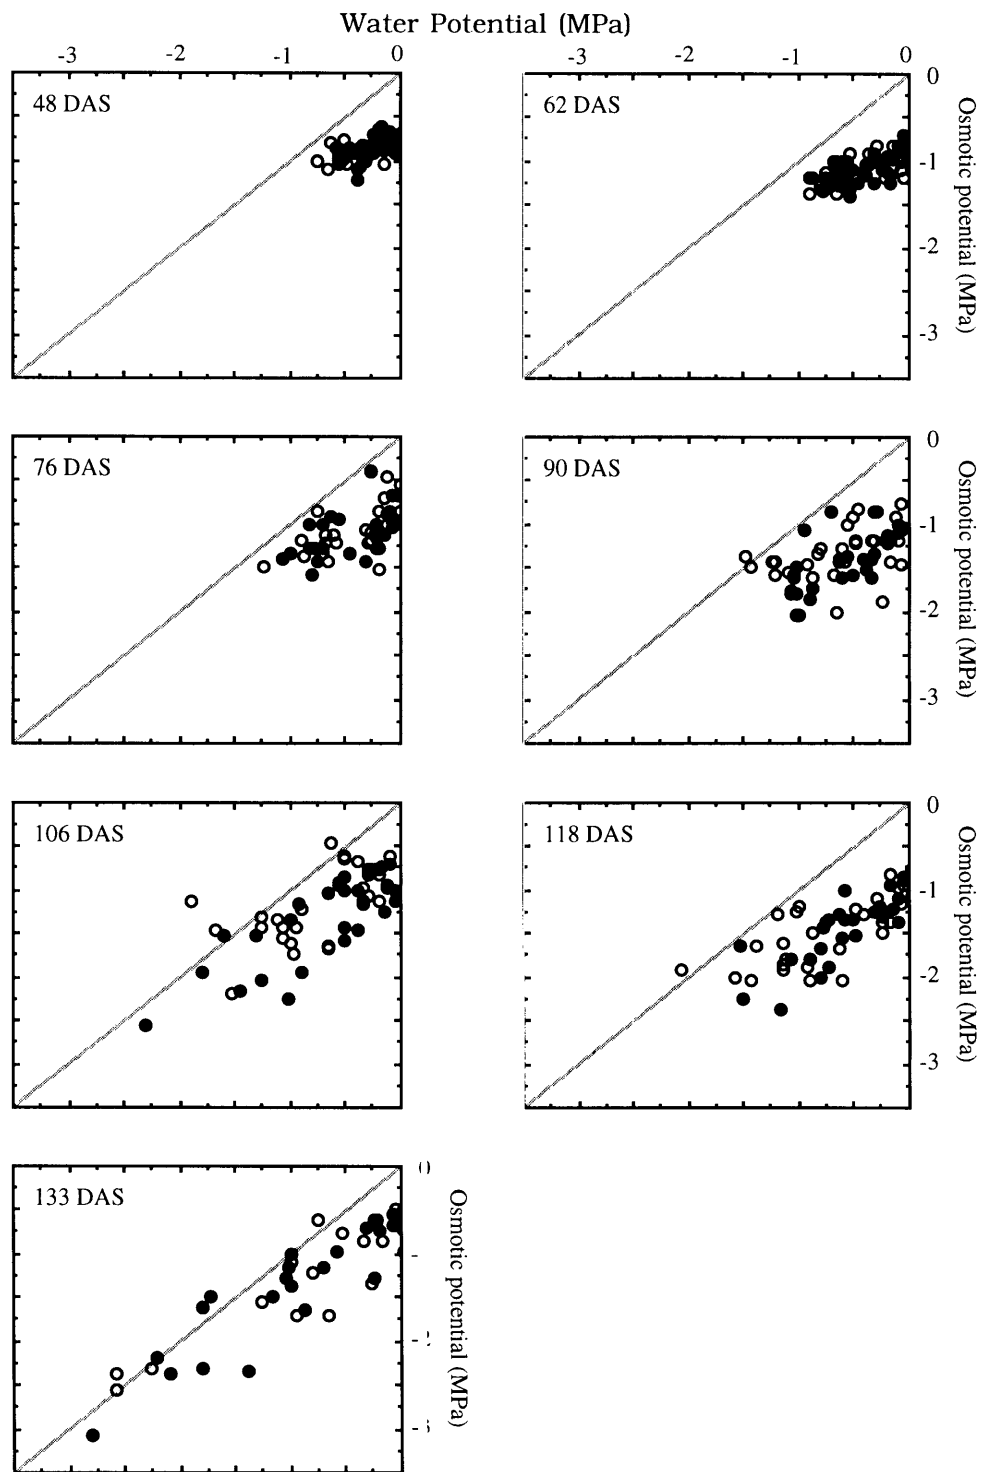 Water Potential (MPa)
-3 -2 -1 0 -3 -2 -1 0
48 DAS
62 DAS
0
-1
-2
-3
Osmotic potential (MPa)
76 DAS
90 DAS
0
-1
-2
-3
Osmotic potential (MPa)
106 DAS
118 DAS
0
-1
-2
-3
Osmotic potential (MPa)
133 DAS
Osmotic potential (MPa)